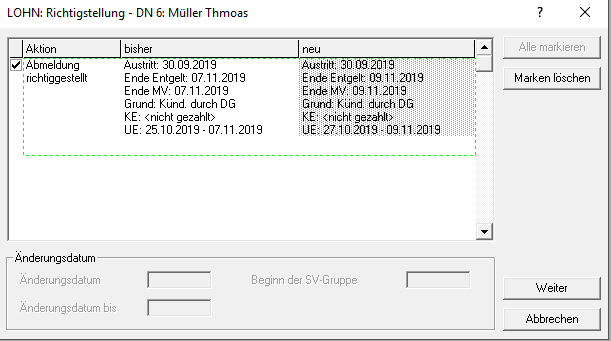 LOHN: Richtigstellung - DN 6: Müller Thmoas ? ×
Aktion bisher neu
Abmeldung Austritt: 30.09.2019 Austritt: 30.09.2019
richtiggestellt Ende Entgelt: 07.11.2019 Ende Entgelt: 09.11.2019
Ende MV: 07.11.2019 Ende MV: 09.11.2019
Grund: Künd. durch DG Grund: Künd. durch DG
KE: <nicht gezahlt> KE: <nicht gezahlt>
UE: 25.10.2019 - 07.11.2019 UE: 27.10.2019 - 09.11.2019
Alle markieren
Marken löschen
Änderungsdatum
Änderungsdatum Beginn der SV-Gruppe
Änderungsdatum bis
Weiter
Abbrechen